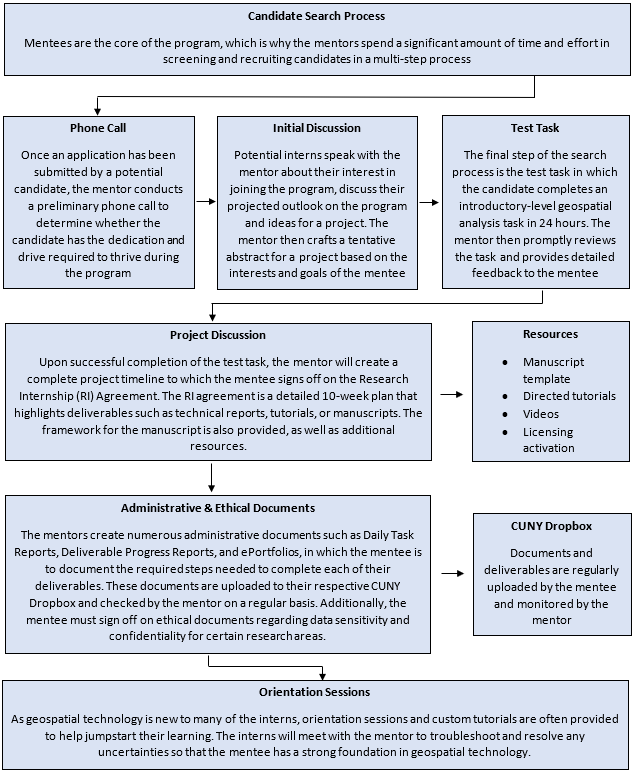 Candidate Search Process
Mentees are the core of the program, which is why the mentors spend a significant amount of time and effort in
screening and recruiting candidates in a multi-step process
Phone Call
Once an application has been
submitted by a potential
candidate, the mentor conducts
a preliminary phone call to
determine whether the
candidate has the dedication and
drive required to thrive during
the program
Initial Discussion
Potential interns speak with the
mentor about their interest in
joining the program, discuss their
projected outlook on the program
and ideas for a project. The
mentor then crafts a tentative
abstract for a project based on the
interests and goals of the mentee
Test Task
The final step of the search
process is the test task in which
the candidate completes an
introductory-level geospatial
analysis task in 24 hours. The
mentor then promptly reviews
the task and provides detailed
feedback to the mentee
Project Discussion
Upon successful completion of the test task, the mentor will create a
complete project timeline to which the mentee signs off on the Research
Internship (RI) Agreement. The RI agreement is a detailed 10-week plan that
highlights deliverables such as technical reports, tutorials, or manuscripts. The
framework for the manuscript is also provided, as well as additional
resources.
Resources
• Manuscript
template
• Directed tutorials
• Videos
• Licensing
activation
Administrative & Ethical Documents
The mentors create numerous administrative documents such as Daily Task
Reports, Deliverable Progress Reports, and ePortfolios, in which the mentee is
to document the required steps needed to complete each of their
deliverables. These documents are uploaded to their respective CUNY
Dropbox and checked by the mentor on a regular basis. Additionally, the
mentee must sign off on ethical documents regarding data sensitivity and
confidentiality for certain research areas.
CUNY Dropbox
Documents and
deliverables are regularly
uploaded by the mentee
and monitored by the
mentor
Orientation Sessions
As geospatial technology is new to many of the interns, orientation sessions and custom tutorials are often provided
to help jumpstart their learning. The interns will meet with the mentor to troubleshoot and resolve any
uncertainties so that the mentee has a strong foundation in geospatial technology.